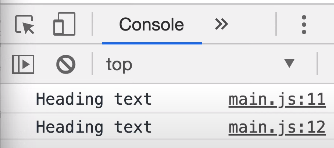 Console »
top
Heading text main.js:11
Heading text main.js:12